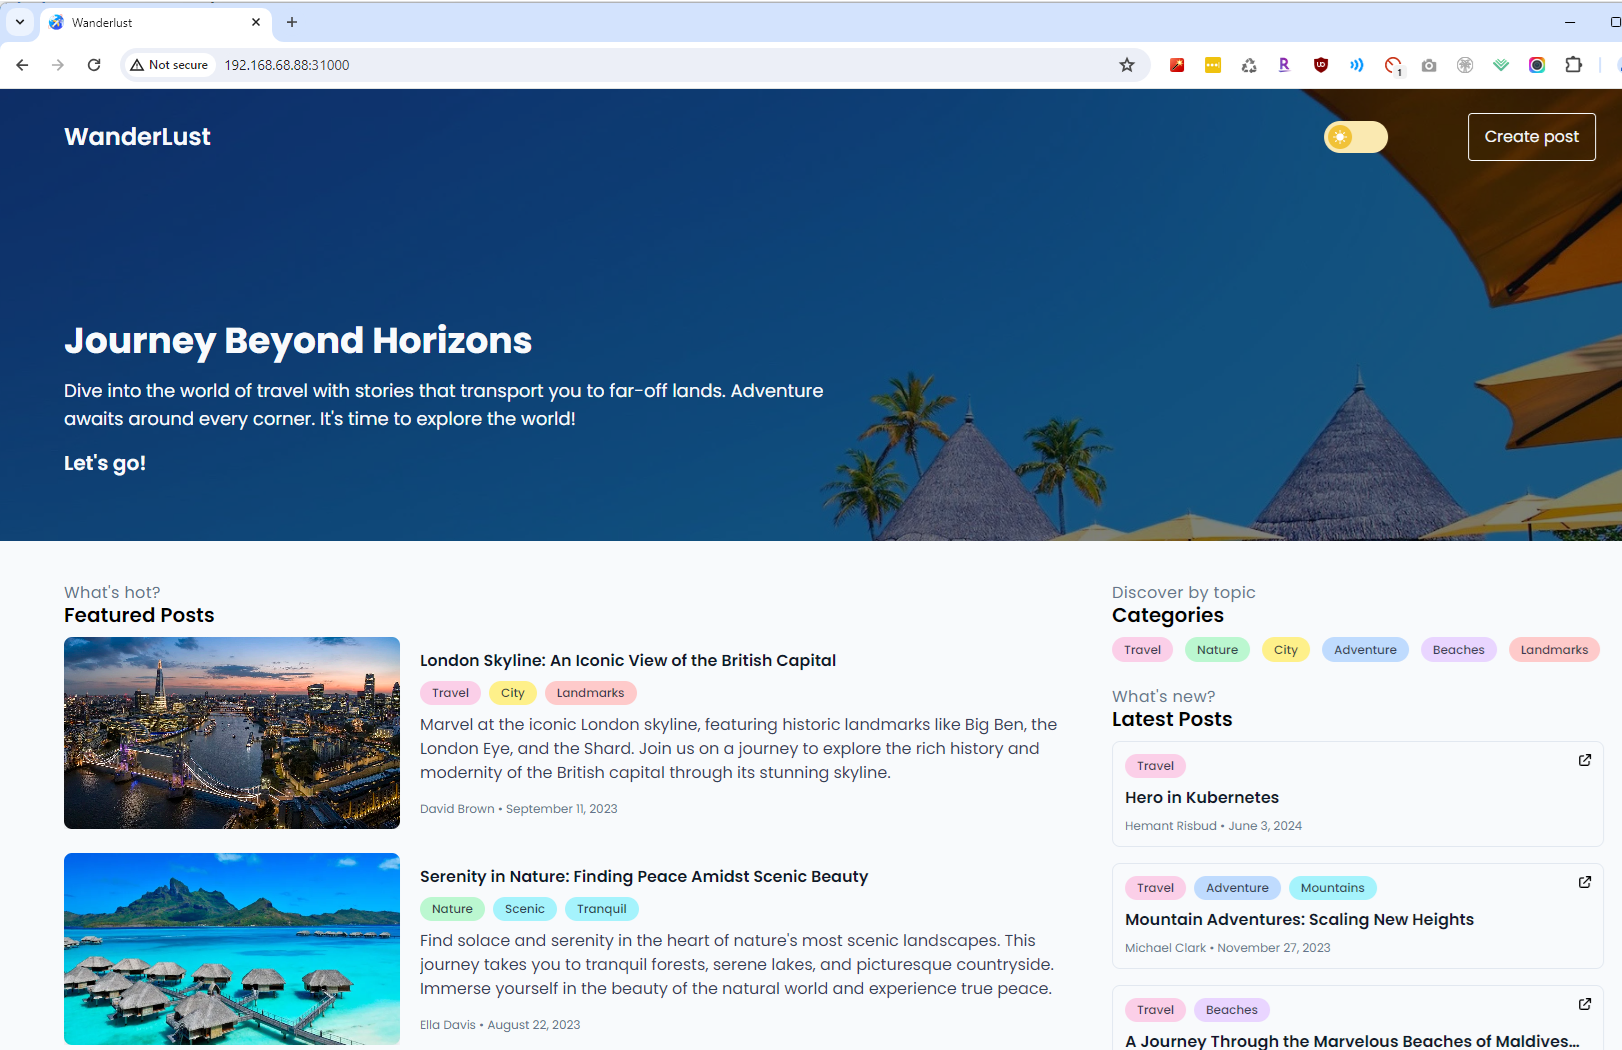 Wanderlust
Not secure
192.168.68.88:31000
UD
R
1
WanderLust
Create post
Journey Beyond Horizons
Dive into the world of travel with stories that transport you to far-off lands. Adventure
awaits around every corner. It's time to explore the world!
Let's go!
What's hot?
Featured Posts
London Skyline: An Iconic View of the British Capital
Travel City Landmarks
Marvel at the iconic London skyline, featuring historic landmarks like Big Ben, the
London Eye, and the Shard. Join us on a journey to explore the rich history and
modernity of the British capital through its stunning skyline.
David Brown • September 11, 2023
Serenity in Nature: Finding Peace Amidst Scenic Beauty
Nature Scenic Tranquil
Find solace and serenity in the heart of nature's most scenic landscapes. This
journey takes you to tranquil forests, serene lakes, and picturesque countryside.
Immerse yourself in the beauty of the natural world and experience true peace.
Ella Davis • August 22, 2023
Discover by topic
Categories
Travel Nature City Adventure Beaches Landmarks
What's new?
Latest Posts
Travel
Hero in Kubernetes
Hemant Risbud • June 3, 2024
Travel Adventure Mountains
Mountain Adventures: Scaling New Heights
Michael Clark • November 27, 2023
Travel Beaches
A Journey Through the Marvelous Beaches of Maldives...